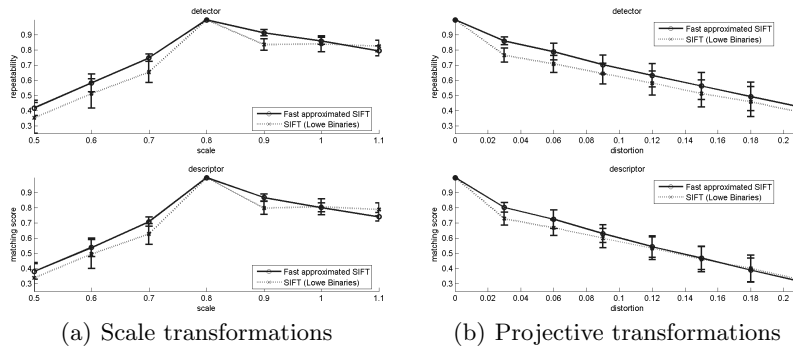 detector
repeatability
0.9
0.8
0.7
0.6
0.5
0.4
0.3
0.5 0.6 0.7 0.8 0.9 1 1.1
scale
Fast approximated SIFT
SIFT (Lowe Binaries)
detector
repeatability
0.9
0.8
0.7
0.6
0.5
0.4
0.3
0 0.02 0.04 0.06 0.08 0.1 0.12 0.14 0.16 0.18 0.2
distortion
Fast approximated SIFT
SIFT (Lowe Binaries)
descriptor
matching score
0.9
0.8
0.7
0.6
0.5
0.4
0.3
0.5 0.6 0.7 0.8 0.9 1 1.1
scale
Fast approximated SIFT
SIFT (Lowe Binaries)
descriptor
matching score
0.9
0.8
0.7
0.6
0.5
0.4
0.3
0 0.02 0.04 0.06 0.08 0.1 0.12 0.14 0.16 0.18 0.2
distortion
Fast approximated SIFT
SIFT (Lowe Binaries)
(a) Scale transformations
(b) Projective transformations